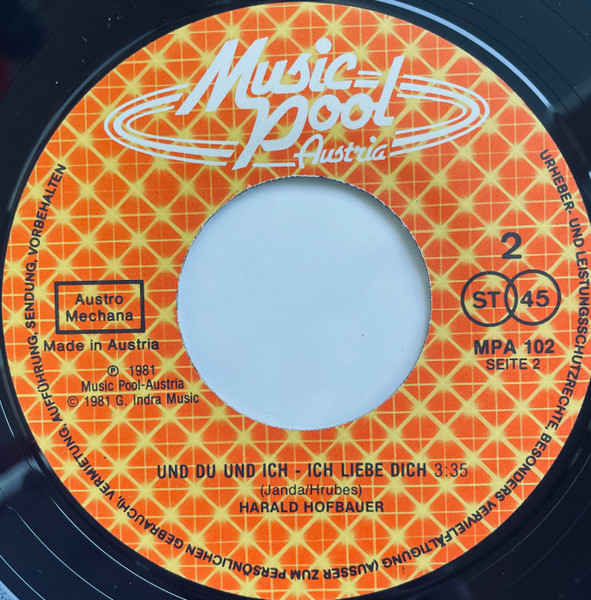 Music
Pool
Austria
URHEBER- UND LEISTUNGSSCHUTZRECHTE, BESONDERS VERVIELFÄLTIGUNG (AUSSER ZUM PERSÖNLICHEN GEBRAUCH), VERMIETUNG, AUFFÜHRUNG, SENDUNG, VORBEHALTEN
2
ST 45
MPA 102
SEITE 2
Austro
Mechana
Made in Austria
℗ 1981
Music Pool-Austria
© 1981 G. Indra Music
UND DU UND ICH - ICH LIEBE DICH 3:35
(Janda/Hrubes)
HARALD HOFBAUER